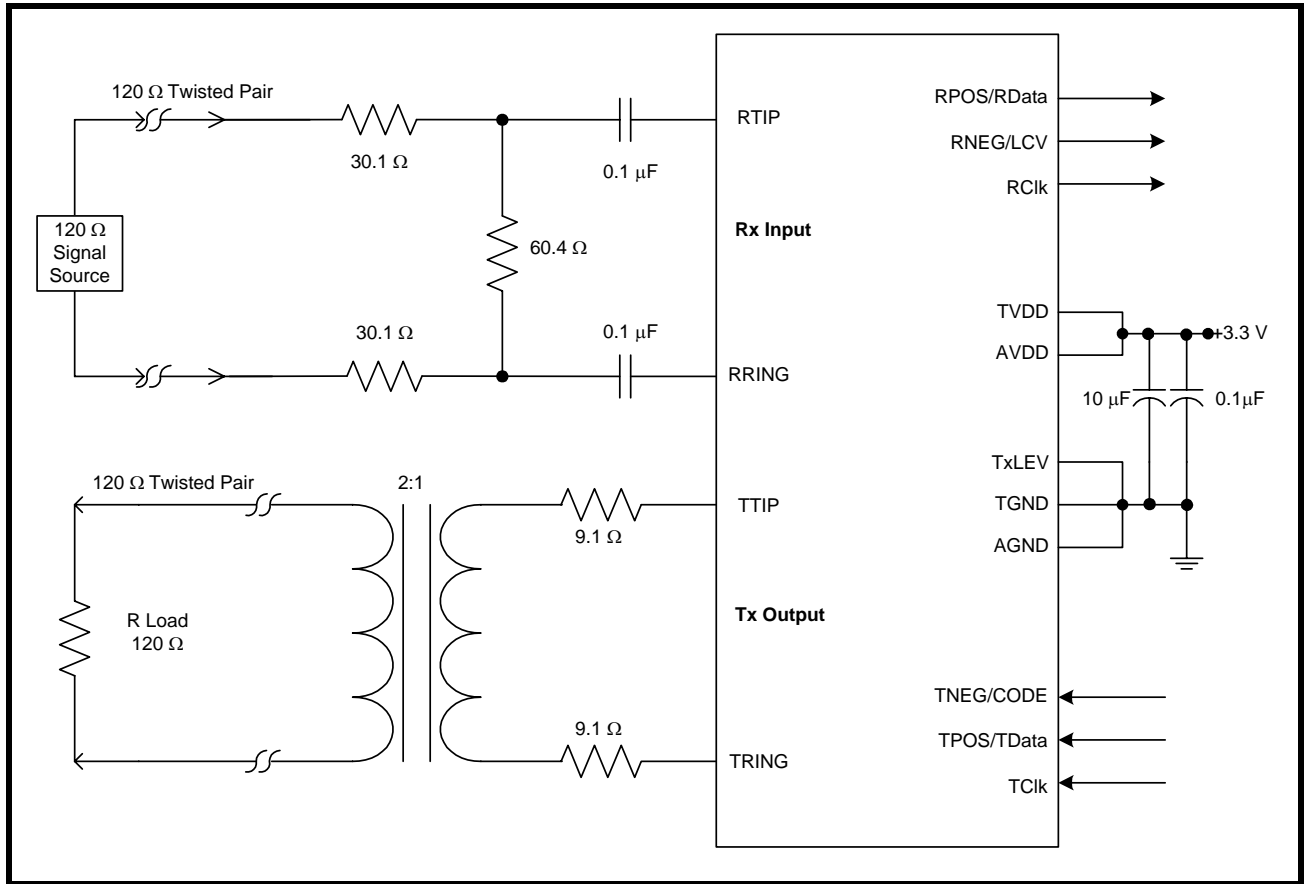 120 Ω Twisted Pair
30.1 Ω
0.1 μF
RTIP
120 Ω
Signal
Source
60.4 Ω
Rx Input
30.1 Ω
0.1 μF
RRING
120 Ω Twisted Pair
2:1
9.1 Ω
TTIP
R Load
120 Ω
Tx Output
9.1 Ω
TRING
RPOS/RData
RNEG/LCV
RClk
TVDD
AVDD
+3.3 V
10 μF
0.1μF
TxLEV
TGND
AGND
TNEG/CODE
TPOS/TData
TClk